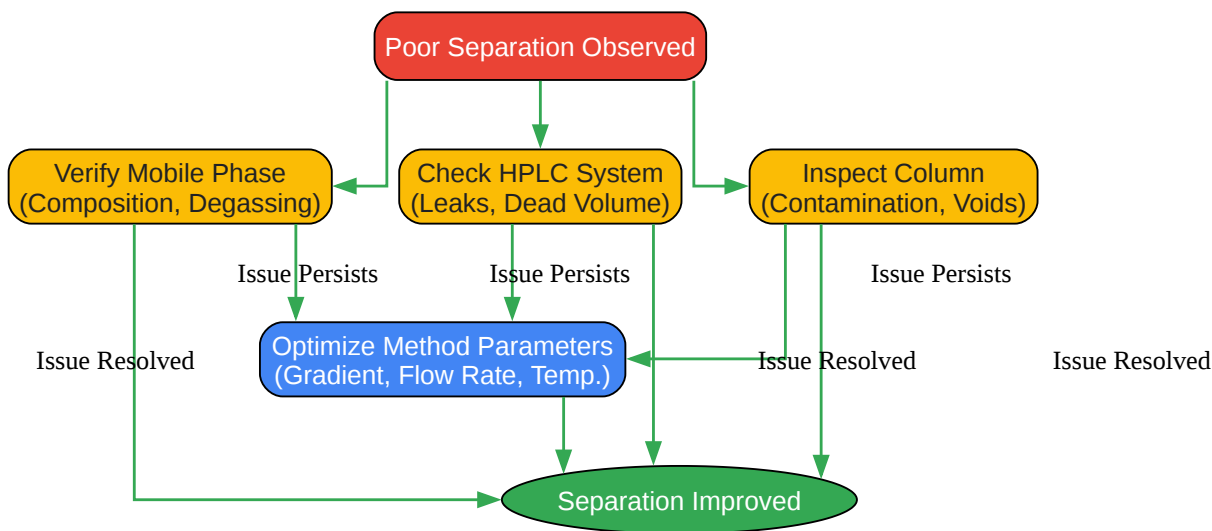 Poor Separation Observed
Verify Mobile Phase
(Composition, Degassing)
Check HPLC System
(Leaks, Dead Volume)
Inspect Column
(Contamination, Voids)
Issue Persists
Issue Persists
Issue Persists
Optimize Method Parameters
(Gradient, Flow Rate, Temp.)
Issue Resolved
Issue Resolved
Issue Resolved
Separation Improved